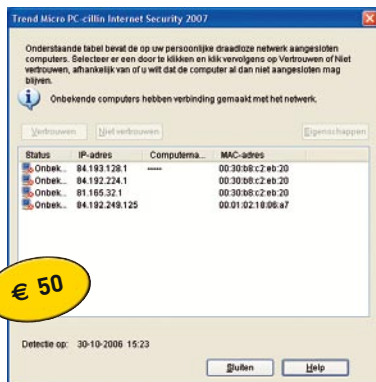 Trend Micro PC-cillin Internet Security 2007
Onderstaande tabel bevat de op uw persoonlijke draadloze netwerk aangesloten
computers. Selecteer er een door te klikken en klik vervolgens op Vertrouwen of Niet
vertrouwen, afhankelijk van of u wilt dat de computer al dan niet aangesloten mag
blijven.
Onbekende computers hebben verbinding gemaakt met het netwerk.
Vertrouwen Niet vertrouwen Eigenschappen
Status IP-adres Computerna... MAC-adres
Onbek... 84.193.128.1 ----- 00:30:b8:c2:eb:20
Onbek... 84.192.224.1 00:30:b8:c2:eb:20
Onbek... 81.165.32.1 00:30:b8:c2:eb:20
Onbek... 84.192.249.125 00:01:02:18:06:a7
€ 50
Detectie op: 30-10-2006 15:23
Sluiten Help